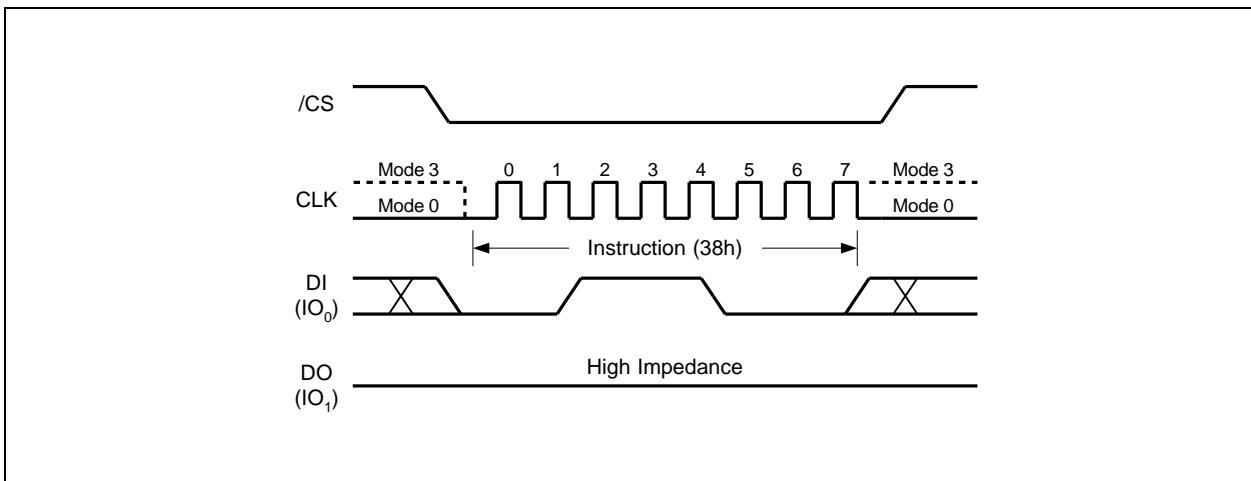 /CS
Mode 3 0 1 2 3 4 5 6 7 Mode 3
CLK
Mode 0 Mode 0
Instruction (38h)
DI
(IO0)
High Impedance
DO
(IO1)